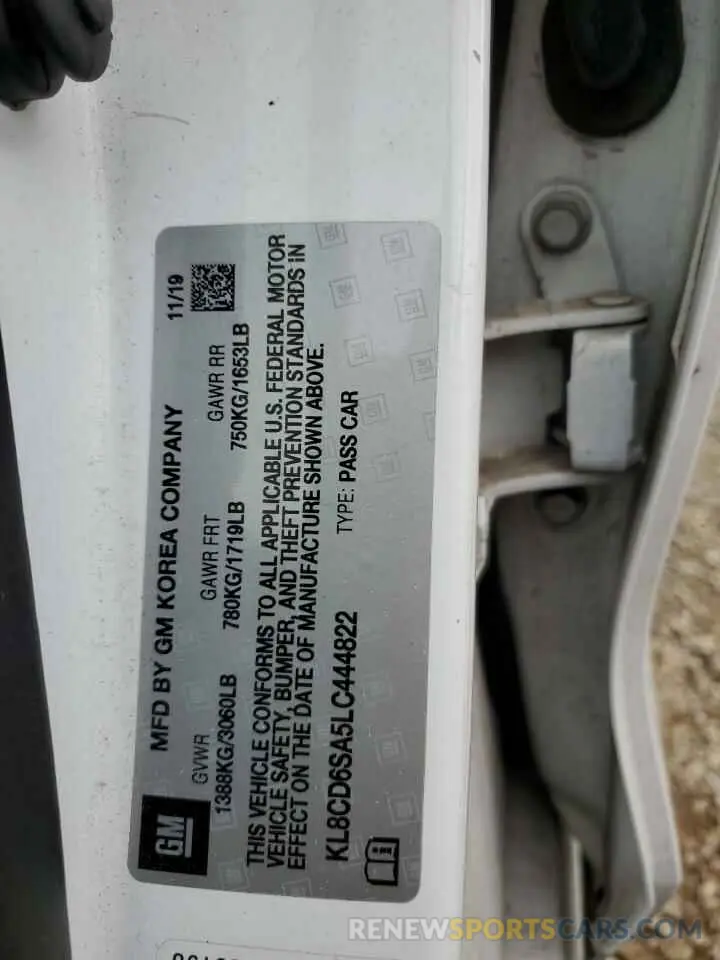 MFD BY GM KOREA COMPANY 11/19
GM
GVWR GAWR FRT GAWR RR
1388KG/3060LB 780KG/1719LB 750KG/1653LB
THIS VEHICLE CONFORMS TO ALL APPLICABLE U.S. FEDERAL MOTOR
VEHICLE SAFETY, BUMPER, AND THEFT PREVENTION STANDARDS IN
EFFECT ON THE DATE OF MANUFACTURE SHOWN ABOVE.
KL8CD6SA5LC444822 TYPE: PASS CAR
RENEWSPORTSCARS.COM